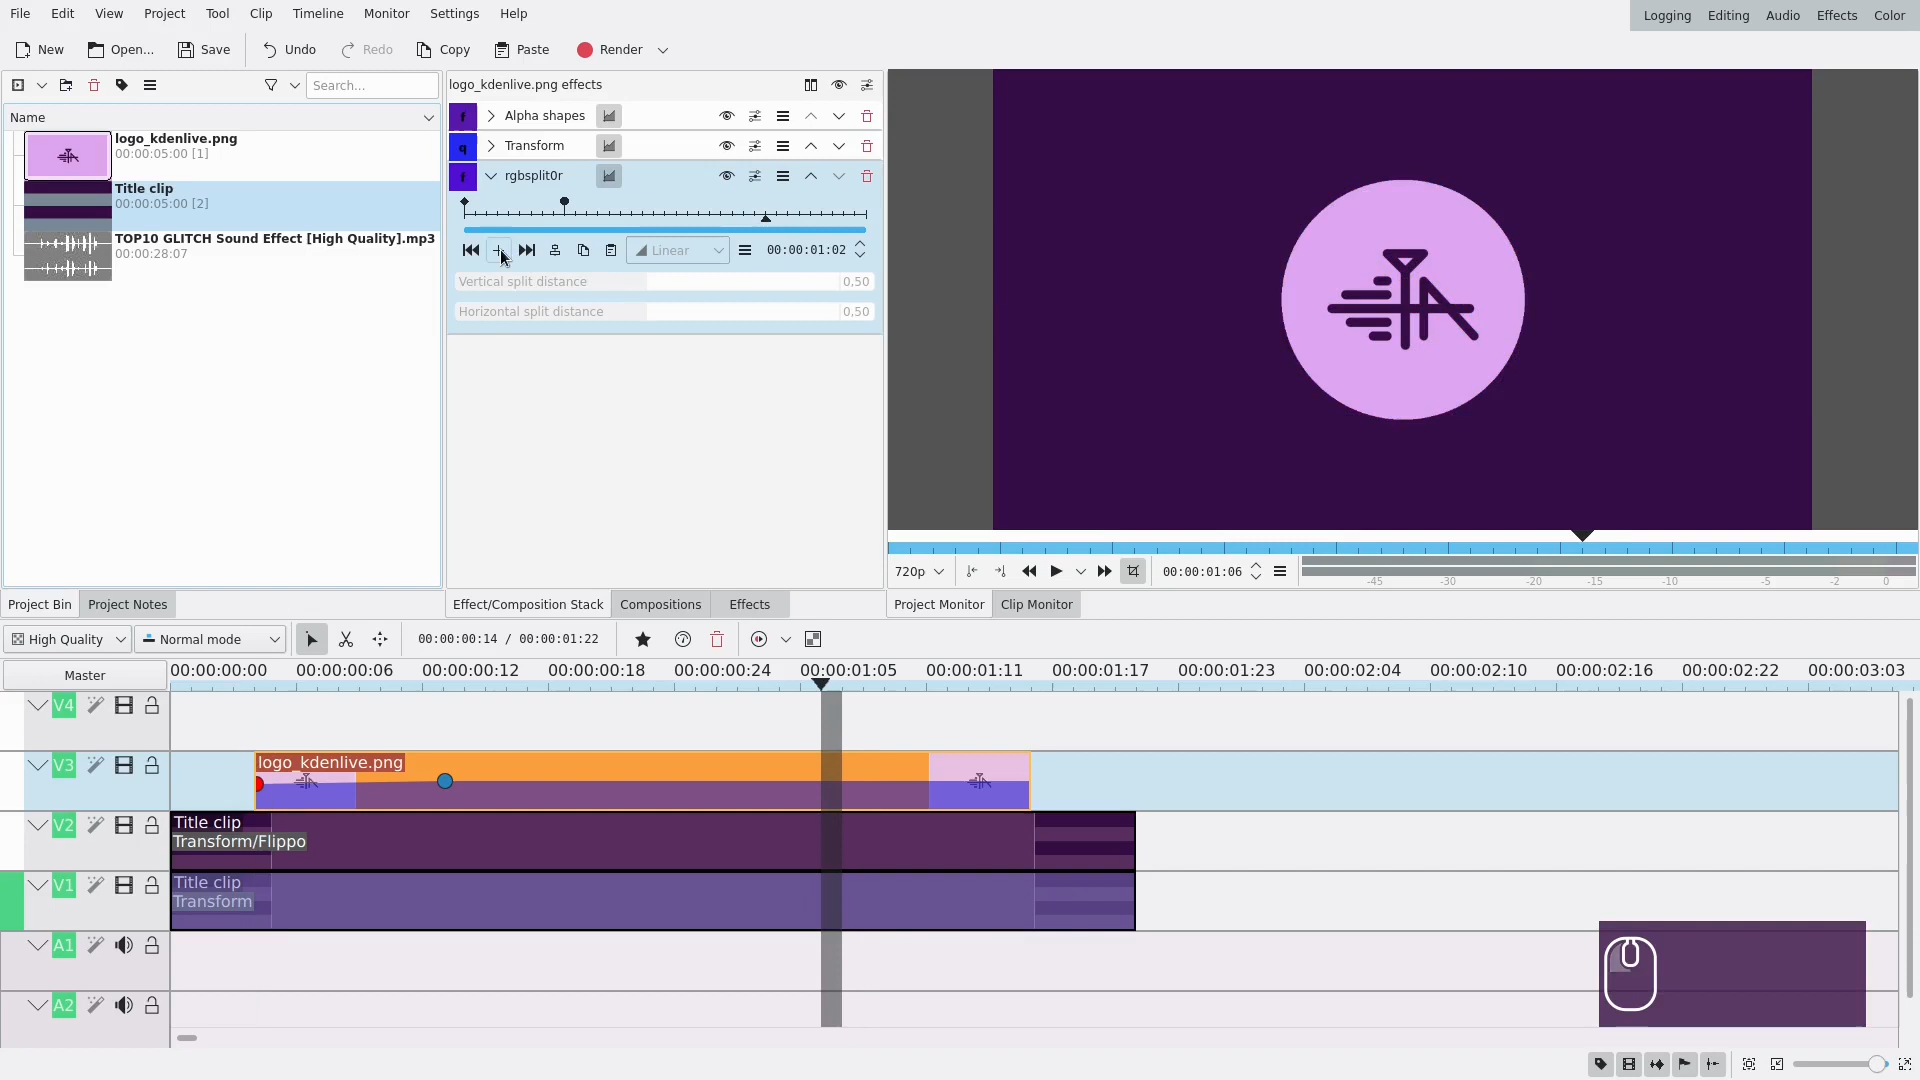 File Edit View Project Tool Clip Timeline Monitor Settings Help
Logging Editing Audio Effects Color
New Open... Save Undo Redo Copy Paste Render
Search...
Name
logo_kdenlive.png
00:00:05:00 [1]
Title clip
00:00:05:00 [2]
TOP10 GLITCH Sound Effect [High Quality].mp3
00:00:28:07
Project Bin Project Notes
logo_kdenlive.png effects
f Alpha shapes
q Transform
f rgbsplit0r
Linear 00:00:01:02
Vertical split distance 0,50
Horizontal split distance 0,50
Effect/Composition Stack Compositions Effects
720p 00:00:01:06
-45 -30 -20 -15 -10 -5 -2 0
Project Monitor Clip Monitor
High Quality Normal mode 00:00:00:14 / 00:00:01:22
Master
00:00:00:00 00:00:00:06 00:00:00:12 00:00:00:18 00:00:00:24 00:00:01:05 00:00:01:11 00:00:01:17 00:00:01:23 00:00:02:04 00:00:02:10 00:00:02:16 00:00:02:22 00:00:03:03
V4
V3 logo_kdenlive.png
V2 Title clip
Transform/Flippo
V1 Title clip
Transform
A1
A2